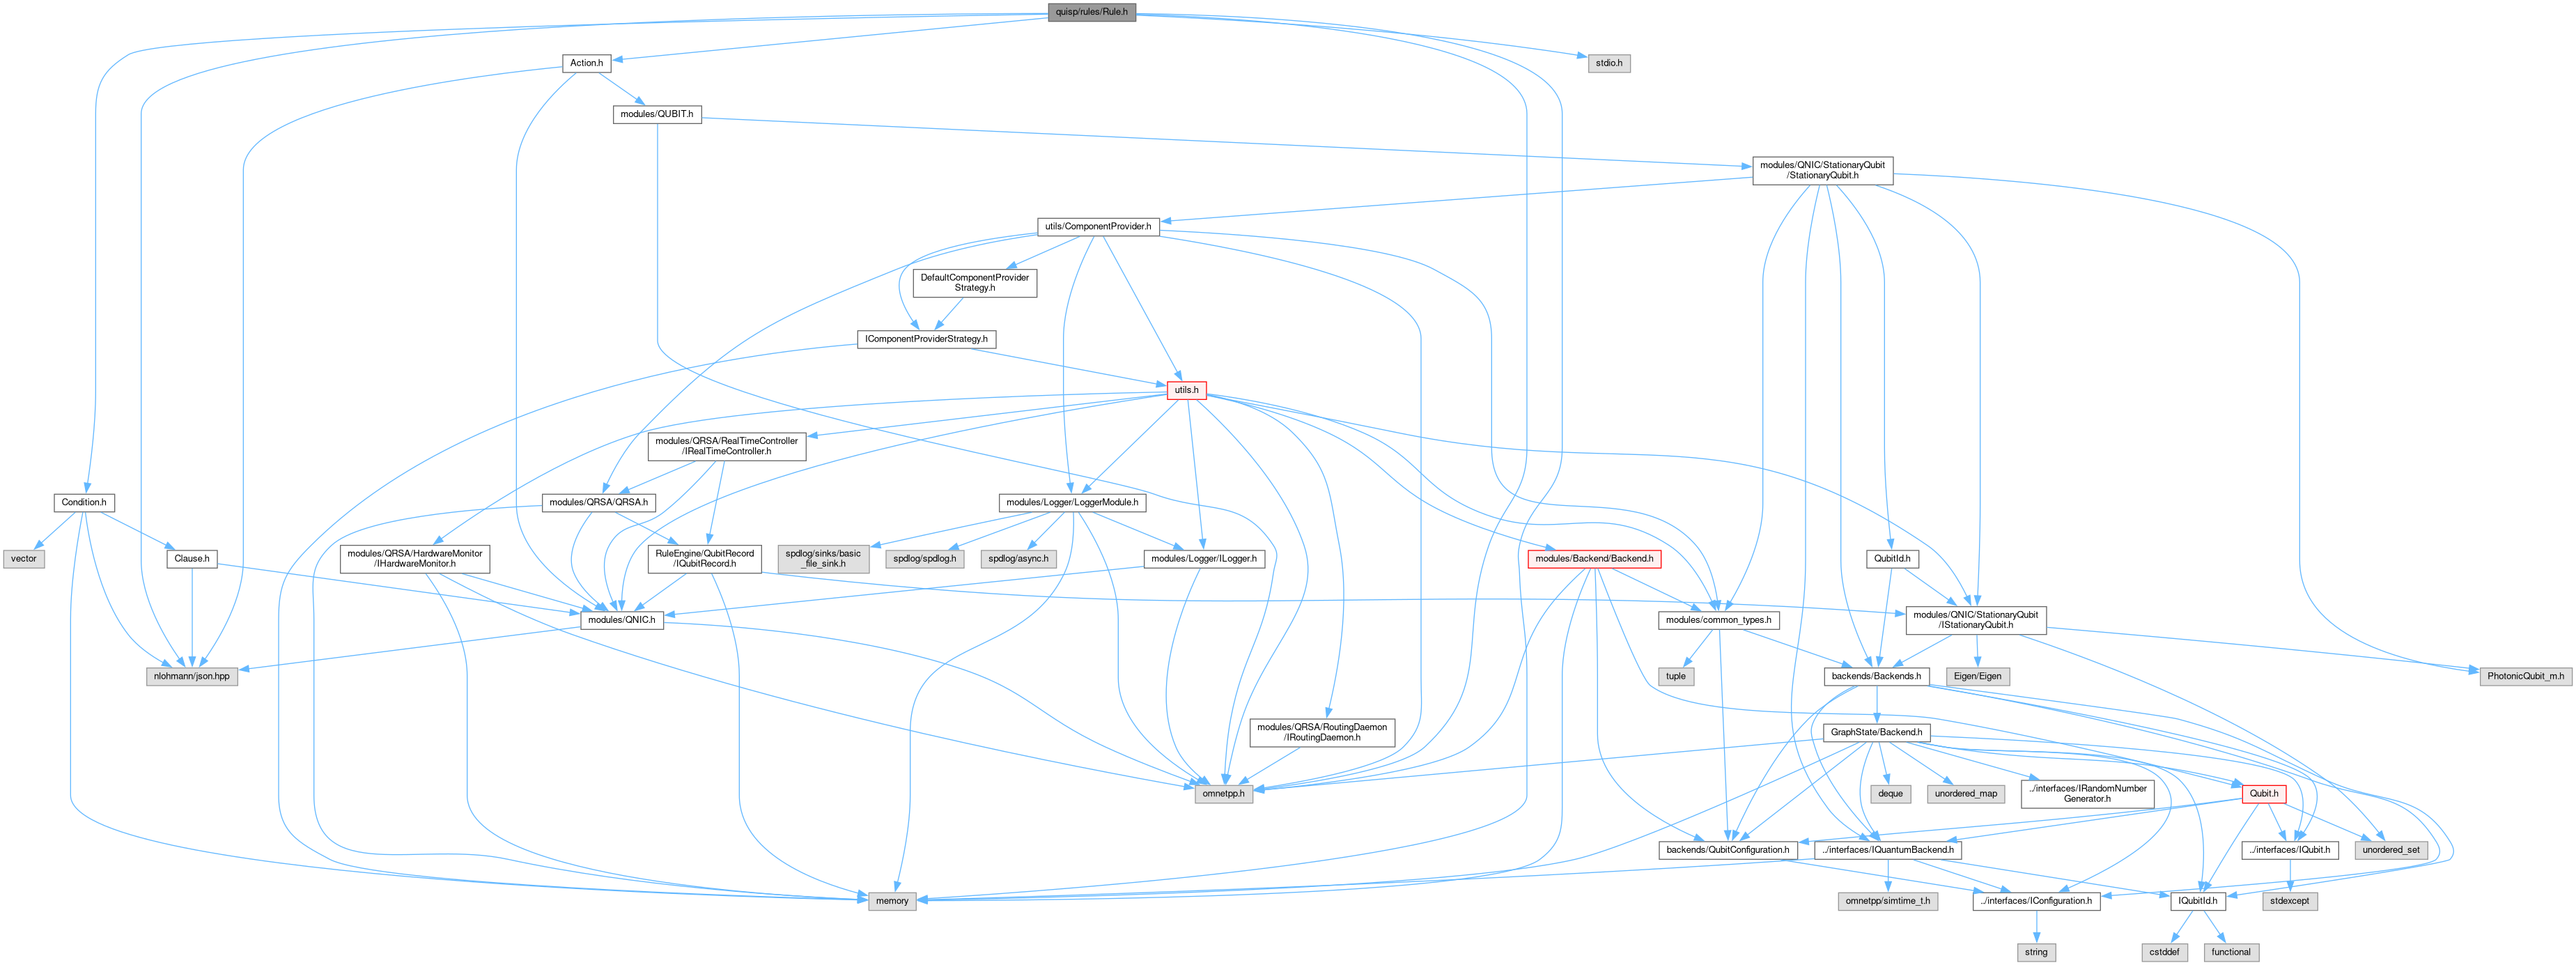 quisp/rules/Rule.h
Action.h
stdio.h
modules/QUBIT.h
modules/QNIC/StationaryQubit
/StationaryQubit.h
utils/ComponentProvider.h
DefaultComponentProvider
Strategy.h
IComponentProviderStrategy.h
utils.h
modules/QRSA/RealTimeController
/IRealTimeController.h
Condition.h
modules/QRSA/QRSA.h
modules/Logger/LoggerModule.h
vector
Clause.h
modules/QRSA/HardwareMonitor
/IHardwareMonitor.h
RuleEngine/QubitRecord
/IQubitRecord.h
spdlog/sinks/basic
_file_sink.h
spdlog/spdlog.h
spdlog/async.h
modules/Logger/ILogger.h
modules/Backend/Backend.h
QubitId.h
modules/QNIC.h
modules/common_types.h
modules/QNIC/StationaryQubit
/IStationaryQubit.h
nlohmann/json.hpp
tuple
backends/Backends.h
Eigen/Eigen
PhotonicQubit_m.h
modules/QRSA/RoutingDaemon
/IRoutingDaemon.h
GraphState/Backend.h
omnetpp.h
deque
unordered_map
../interfaces/IRandomNumber
Generator.h
Qubit.h
backends/QubitConfiguration.h
../interfaces/IQuantumBackend.h
../interfaces/IQubit.h
unordered_set
memory
omnetpp/simtime_t.h
../interfaces/IConfiguration.h
IQubitId.h
stdexcept
string
cstddef
functional